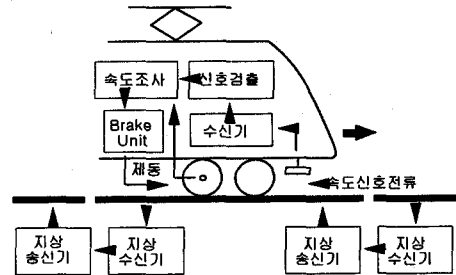 속도조사
신호검출
Brake
Unit
수신기
제동
속도신호전류
지상
송신기
지상
수신기
지상
송신기
지상
수신기